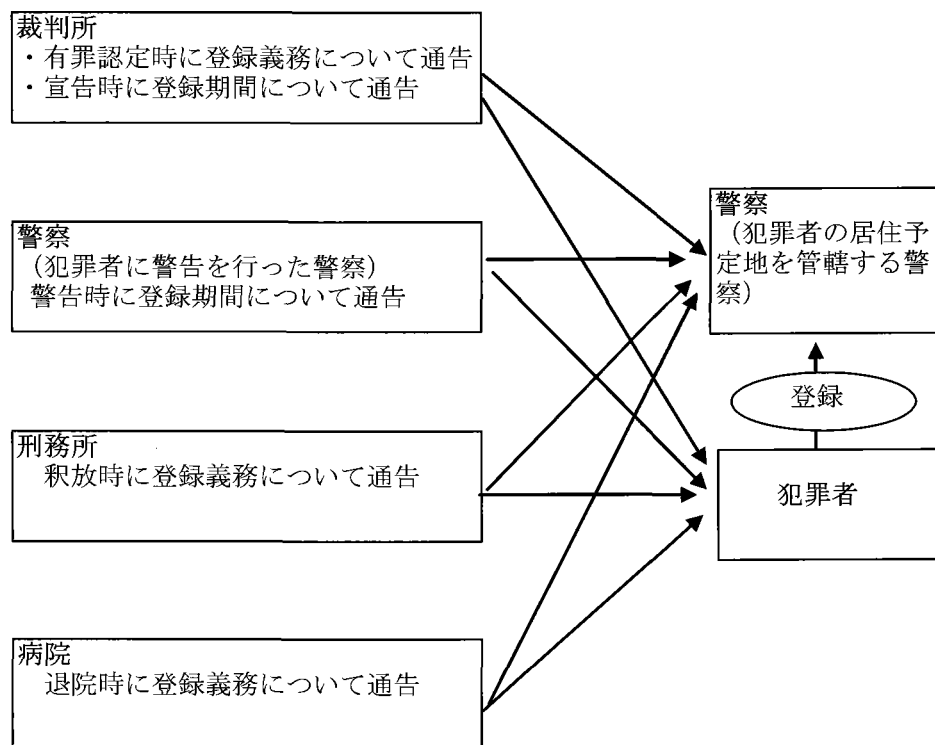 裁判所
・有罪認定時に登録義務について通告
・宣告時に登録期間について通告
警察
（犯罪者に警告を行った警察）
警告時に登録期間について通告
刑務所
釈放時に登録義務について通告
病院
退院時に登録義務について通告
警察
（犯罪者の居住予
定地を管轄する警
察）
登録
犯罪者